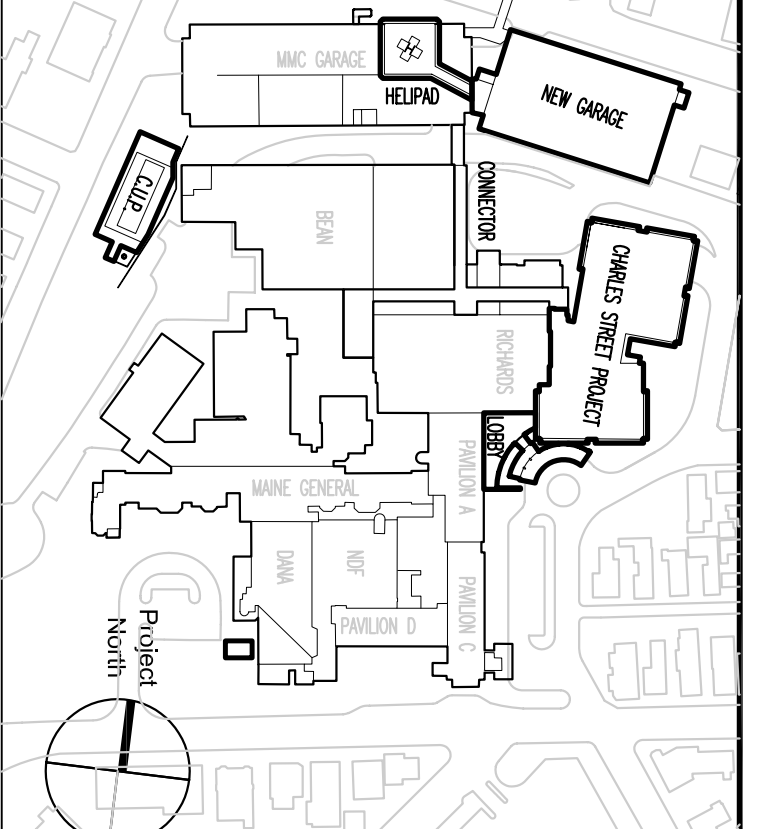 MMC GARAGE
HELIPAD
NEW GARAGE
C.U.P.
CONNECTOR
BEAN
CHARLES STREET PROJECT
RICHARDS
LOBBY
PAVILION A
MAINE GENERAL
DANA
NDF
PAVILION C
PAVILION D
Project
North